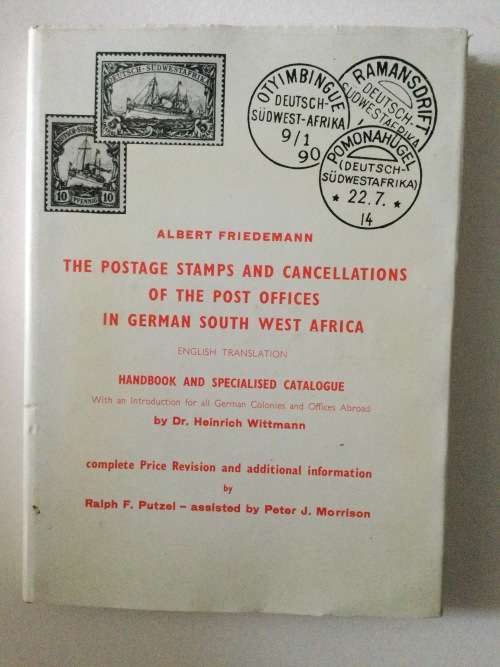 DEUTSCH-SÜDWESTAFRIKA
10 10
PFENNIG
OTYIMBINGUE
DEUTSCH-
SÜDWEST-AFRIKA
9/1
90
RAMANSDRIFT
(DEUTSCH-
SÜDWESTAFRIKA)
POMONAHÜGEL
(DEUTSCH-
SÜDWESTAFRIKA)
* 22.7. *
14
ALBERT FRIEDEMANN
THE POSTAGE STAMPS AND CANCELLATIONS
OF THE POST OFFICES
IN GERMAN SOUTH WEST AFRICA
ENGLISH TRANSLATION
HANDBOOK AND SPECIALISED CATALOGUE
With an Introduction for all German Colonies and Offices Abroad
by Dr. Heinrich Wittmann
complete Price Revision and additional information
by
Ralph F. Putzel – assisted by Peter J. Morrison